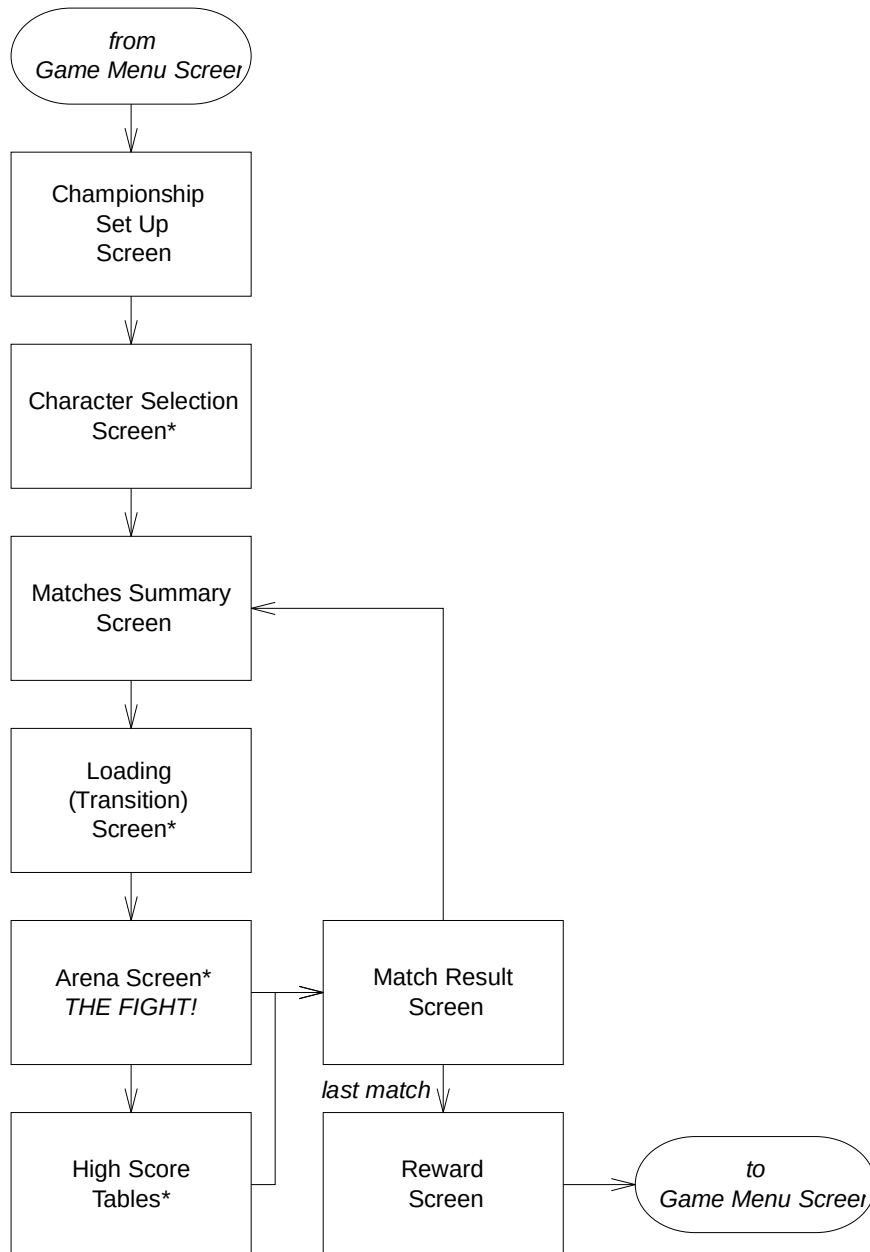 from
Game Menu Screen
Championship
Set Up
Screen
Character Selection
Screen*
Matches Summary
Screen
Loading
(Transition)
Screen*
Arena Screen*
THE FIGHT!
Match Result
Screen
last match
High Score
Tables*
Reward
Screen
to
Game Menu Screen